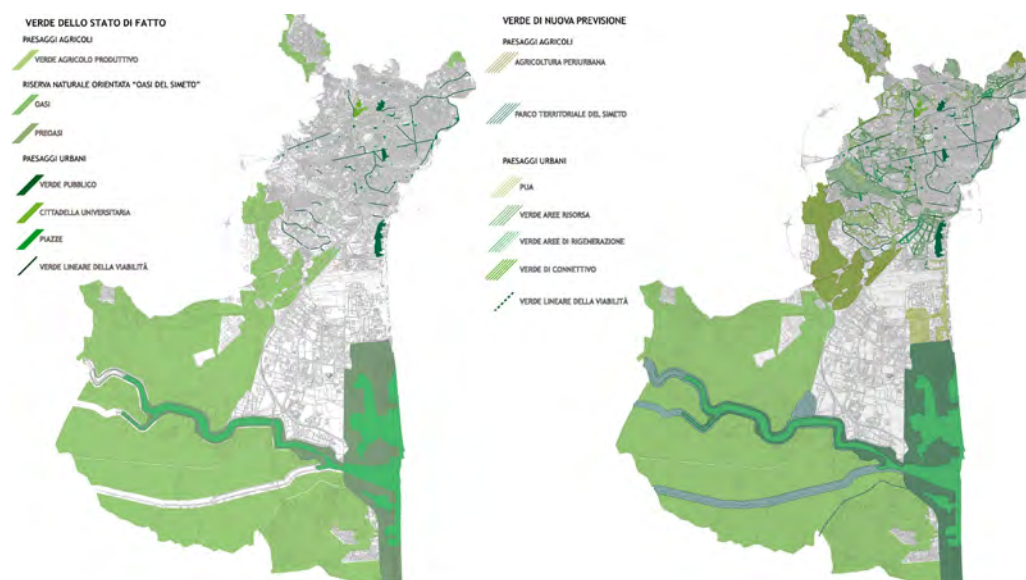 VERDE DELLO STATO DI FATTO
PAESAGGI AGRICOLI
VERDE AGRICOLO PRODUTTIVO
RISERVA NATURALE ORIENTATA "OASI DEL SIMETO"
OASI
PREOASI
PAESAGGI URBANI
VERDE PUBBLICO
CITTADELLA UNIVERSITARIA
PIAZZE
VERDE LINEARE DELLA VIABILITÀ
VERDE DI NUOVA PREVISIONE
PAESAGGI AGRICOLI
AGRICOLTURA PERIURBANA
PARCO TERRITORIALE DEL SIMETO
PAESAGGI URBANI
PUA
VERDE AREE RISORSA
VERDE AREE DI RIGENERAZIONE
VERDE DI CONNETTIVO
VERDE LINEARE DELLA VIABILITÀ